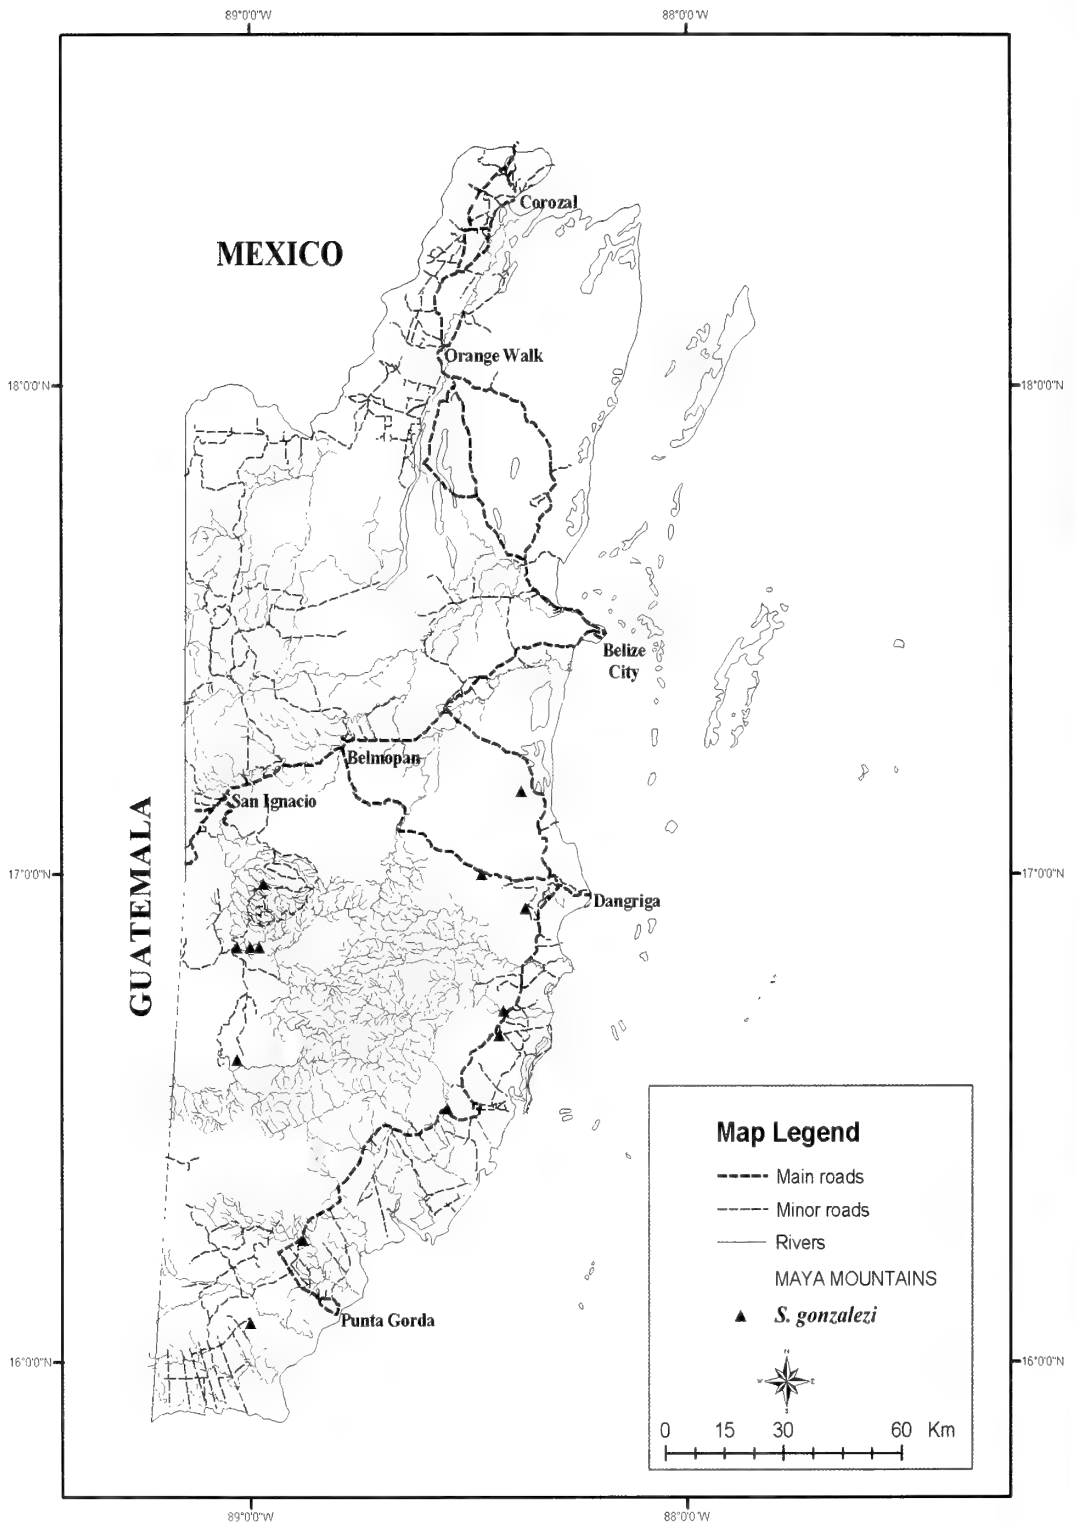 89°0'0"W
88°0'0"W
Corozal
MEXICO
Orange Walk
18°0'0"N
18°0'0"N
Belize
City
Belmopan
San Ignacio
GUATEMALA
17°0'0"N
17°0'0"N
Dangriga
Map Legend
Main roads
Minor roads
Rivers
MAYA MOUNTAINS
S. gonzalezi
Punta Gorda
16°0'0"N
16°0'0"N
N
W
E
S
0 15 30 60 Km
89°0'0"W
88°0'0"W